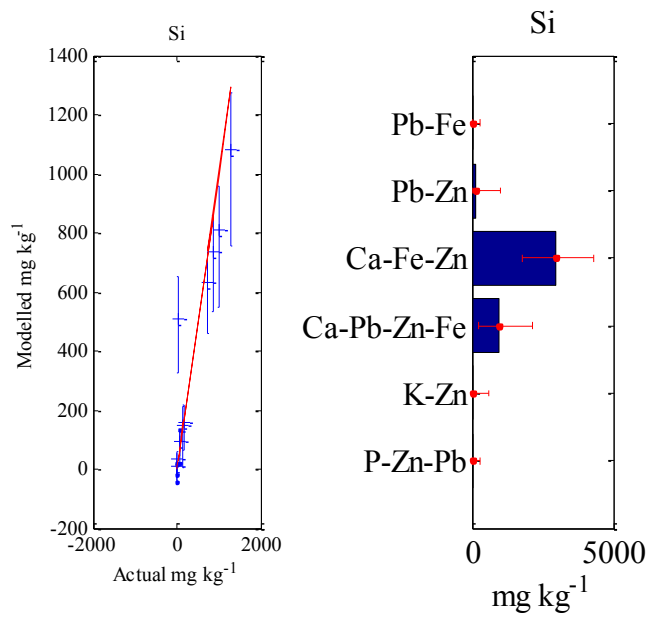 Si
1400
1200
1000
800
600
400
200
0
-200
-2000
0
2000
Modelled mg kg-1
Actual mg kg-1
Si
Pb-Fe
Pb-Zn
Ca-Fe-Zn
Ca-Pb-Zn-Fe
K-Zn
P-Zn-Pb
0
5000
mg kg-1